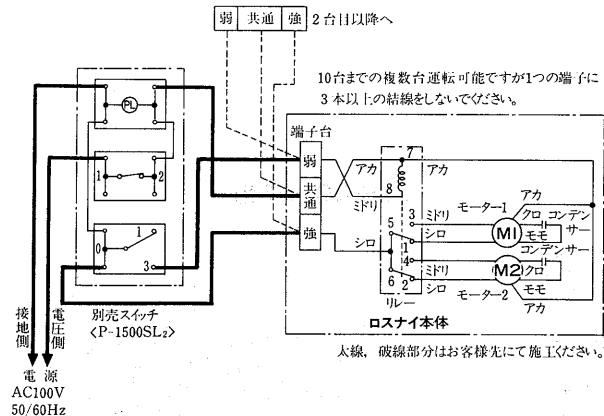 弱 共通 強 2台目以降へ
10台までの複数台運転可能ですが1つの端子に
3本以上の結線をしないでください。
PL
1 2
0 1 3
別売スイッチ
<P-1500SL₂>
接地側
電圧側
電源
AC100V
50/60Hz
端子台
弱
共通
強
アカ
ミドリ
シロ
7
8
アカ
5
3
1
4
6
2
リレー
ミドリ
シロ
ミドリ
シロ
モーター1
M1
アカ
クロ
コンデンサー
モモ
コンデンサー
M2
クロ
モモ
モーター2
アカ
ロスナイ本体
太線，破線部分はお客様先にて施工ください。